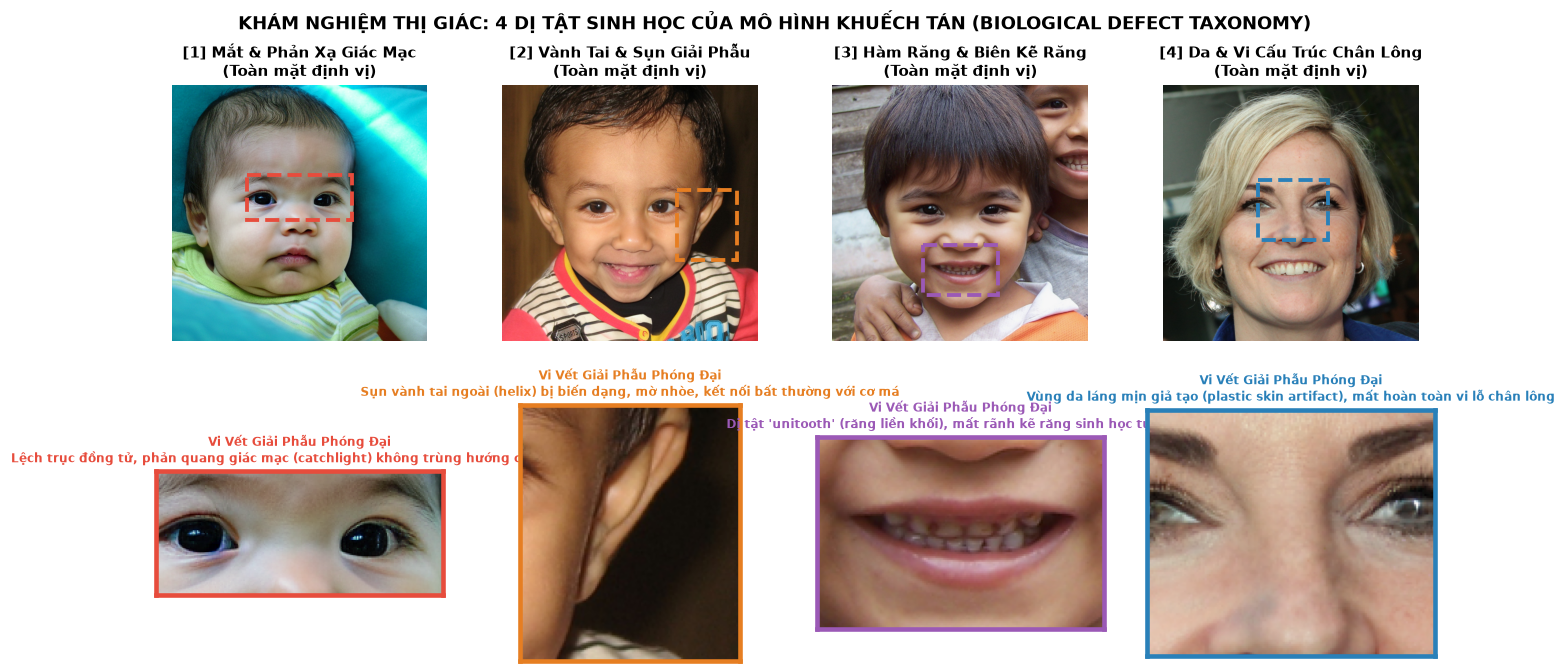 KHÁM NGHIỆM THỊ GIÁC: 4 DỊ TẬT SINH HỌC CỦA MÔ HÌNH KHUẾCH TÁN (BIOLOGICAL DEFECT TAXONOMY)
[1] Mắt & Phản Xạ Giác Mạc
(Toàn mặt định vị)
[2] Vành Tai & Sụn Giải Phẫu
(Toàn mặt định vị)
[3] Hàm Răng & Biên Kẽ Răng
(Toàn mặt định vị)
[4] Da & Vi Cấu Trúc Chân Lông
(Toàn mặt định vị)
Vi Vết Giải Phẫu Phóng Đại
Lệch trục đồng tử, phản quang giác mạc (catchlight) không trùng hướng
Vi Vết Giải Phẫu Phóng Đại
Sụn vành tai ngoài (helix) bị biến dạng, mờ nhòe, kết nối bất thường với cơ má
Vi Vết Giải Phẫu Phóng Đại
Dị tật 'unitooth' (răng liền khối), mất rãnh kẽ răng sinh học
Vi Vết Giải Phẫu Phóng Đại
Vùng da láng mịn giả tạo (plastic skin artifact), mất hoàn toàn vi lỗ chân lông